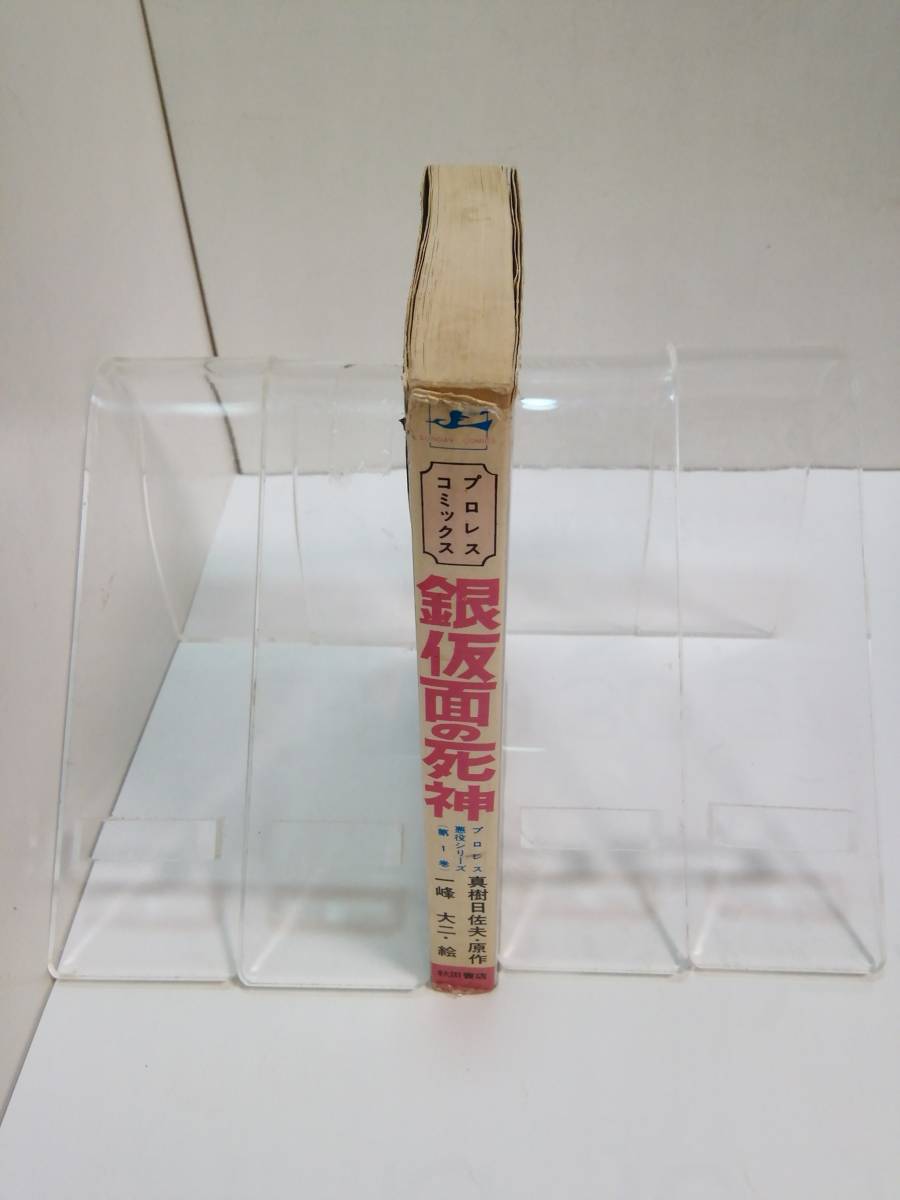 SUNDAY COMICS
プロレス
コミックス
銀仮面の死神
プロレス
悪役シリーズ
〔第1巻〕
真樹日佐夫・原作
一峰大二・絵
秋田書店